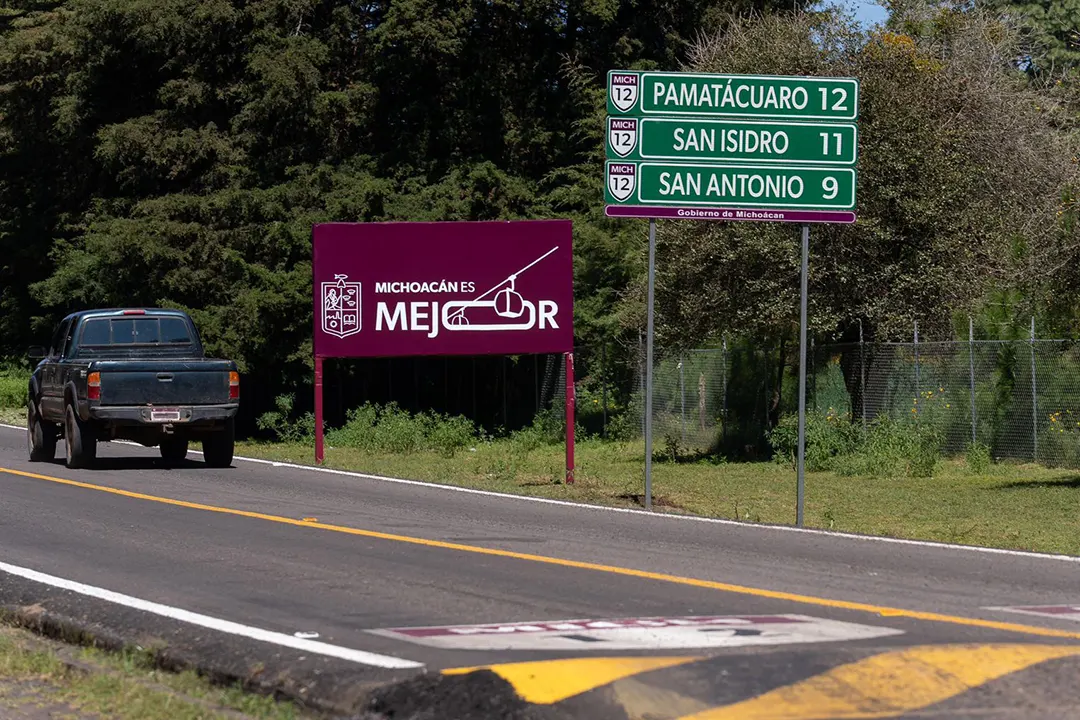 MICH
12
PAMATÁCUARO 12
MICH
12
SAN ISIDRO 11
MICH
12
SAN ANTONIO 9
Gobierno de Michoacán
MICHOACÁN ES
MEJOR